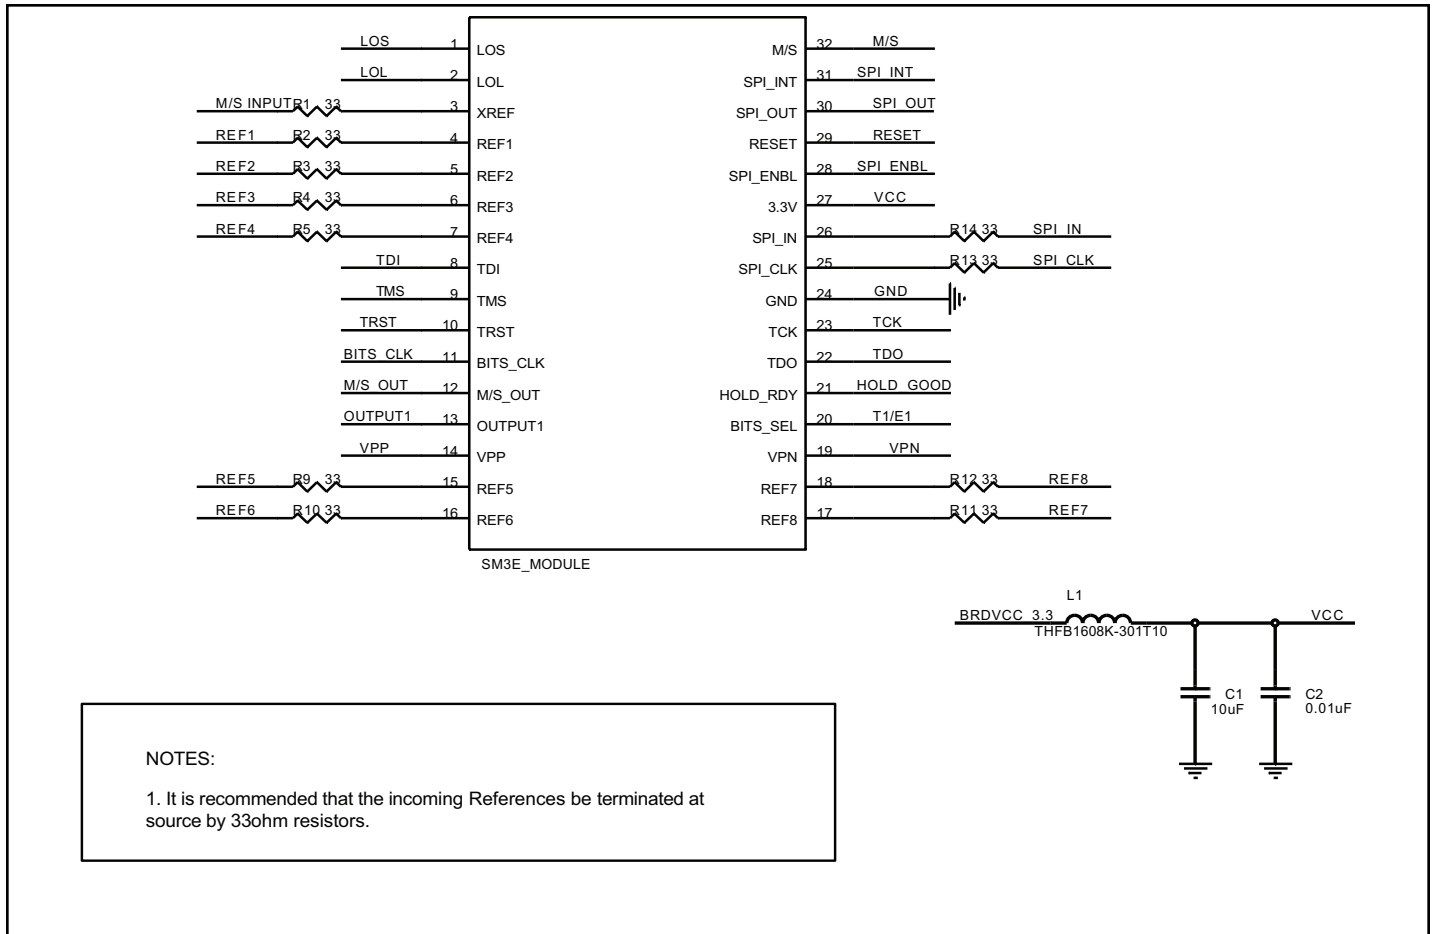 LOS 1 LOS M/S 32 M/S
LOL 2 LOL SPI_INT 31 SPI_INT
M/S INPUT R1 33 3 XREF SPI_OUT 30 SPI_OUT
REF1 R2 33 4 REF1 RESET 29 RESET
REF2 R3 33 5 REF2 SPI_ENBL 28 SPI_ENBL
REF3 R4 33 6 REF3 3.3V 27 VCC
REF4 R5 33 7 REF4 SPI_IN 26 R14 33 SPI_IN
TDI 8 TDI SPI_CLK 25 R13 33 SPI_CLK
TMS 9 TMS GND 24 GND
TRST 10 TRST TCK 23 TCK
BITS_CLK 11 BITS_CLK TDO 22 TDO
M/S_OUT 12 M/S_OUT HOLD_RDY 21 HOLD_GOOD
OUTPUT1 13 OUTPUT1 BITS_SEL 20 T1/E1
VPP 14 VPP VPN 19 VPN
REF5 R9 33 15 REF5 REF7 18 R12 33 REF8
REF6 R10 33 16 REF6 REF8 17 R11 33 REF7
SM3E_MODULE
L1
BRDVCC_3.3 VCC
THFB1608K-301T10
C1 C2
10uF 0.01uF
NOTES:
1. It is recommended that the incoming References be terminated at
source by 33ohm resistors.